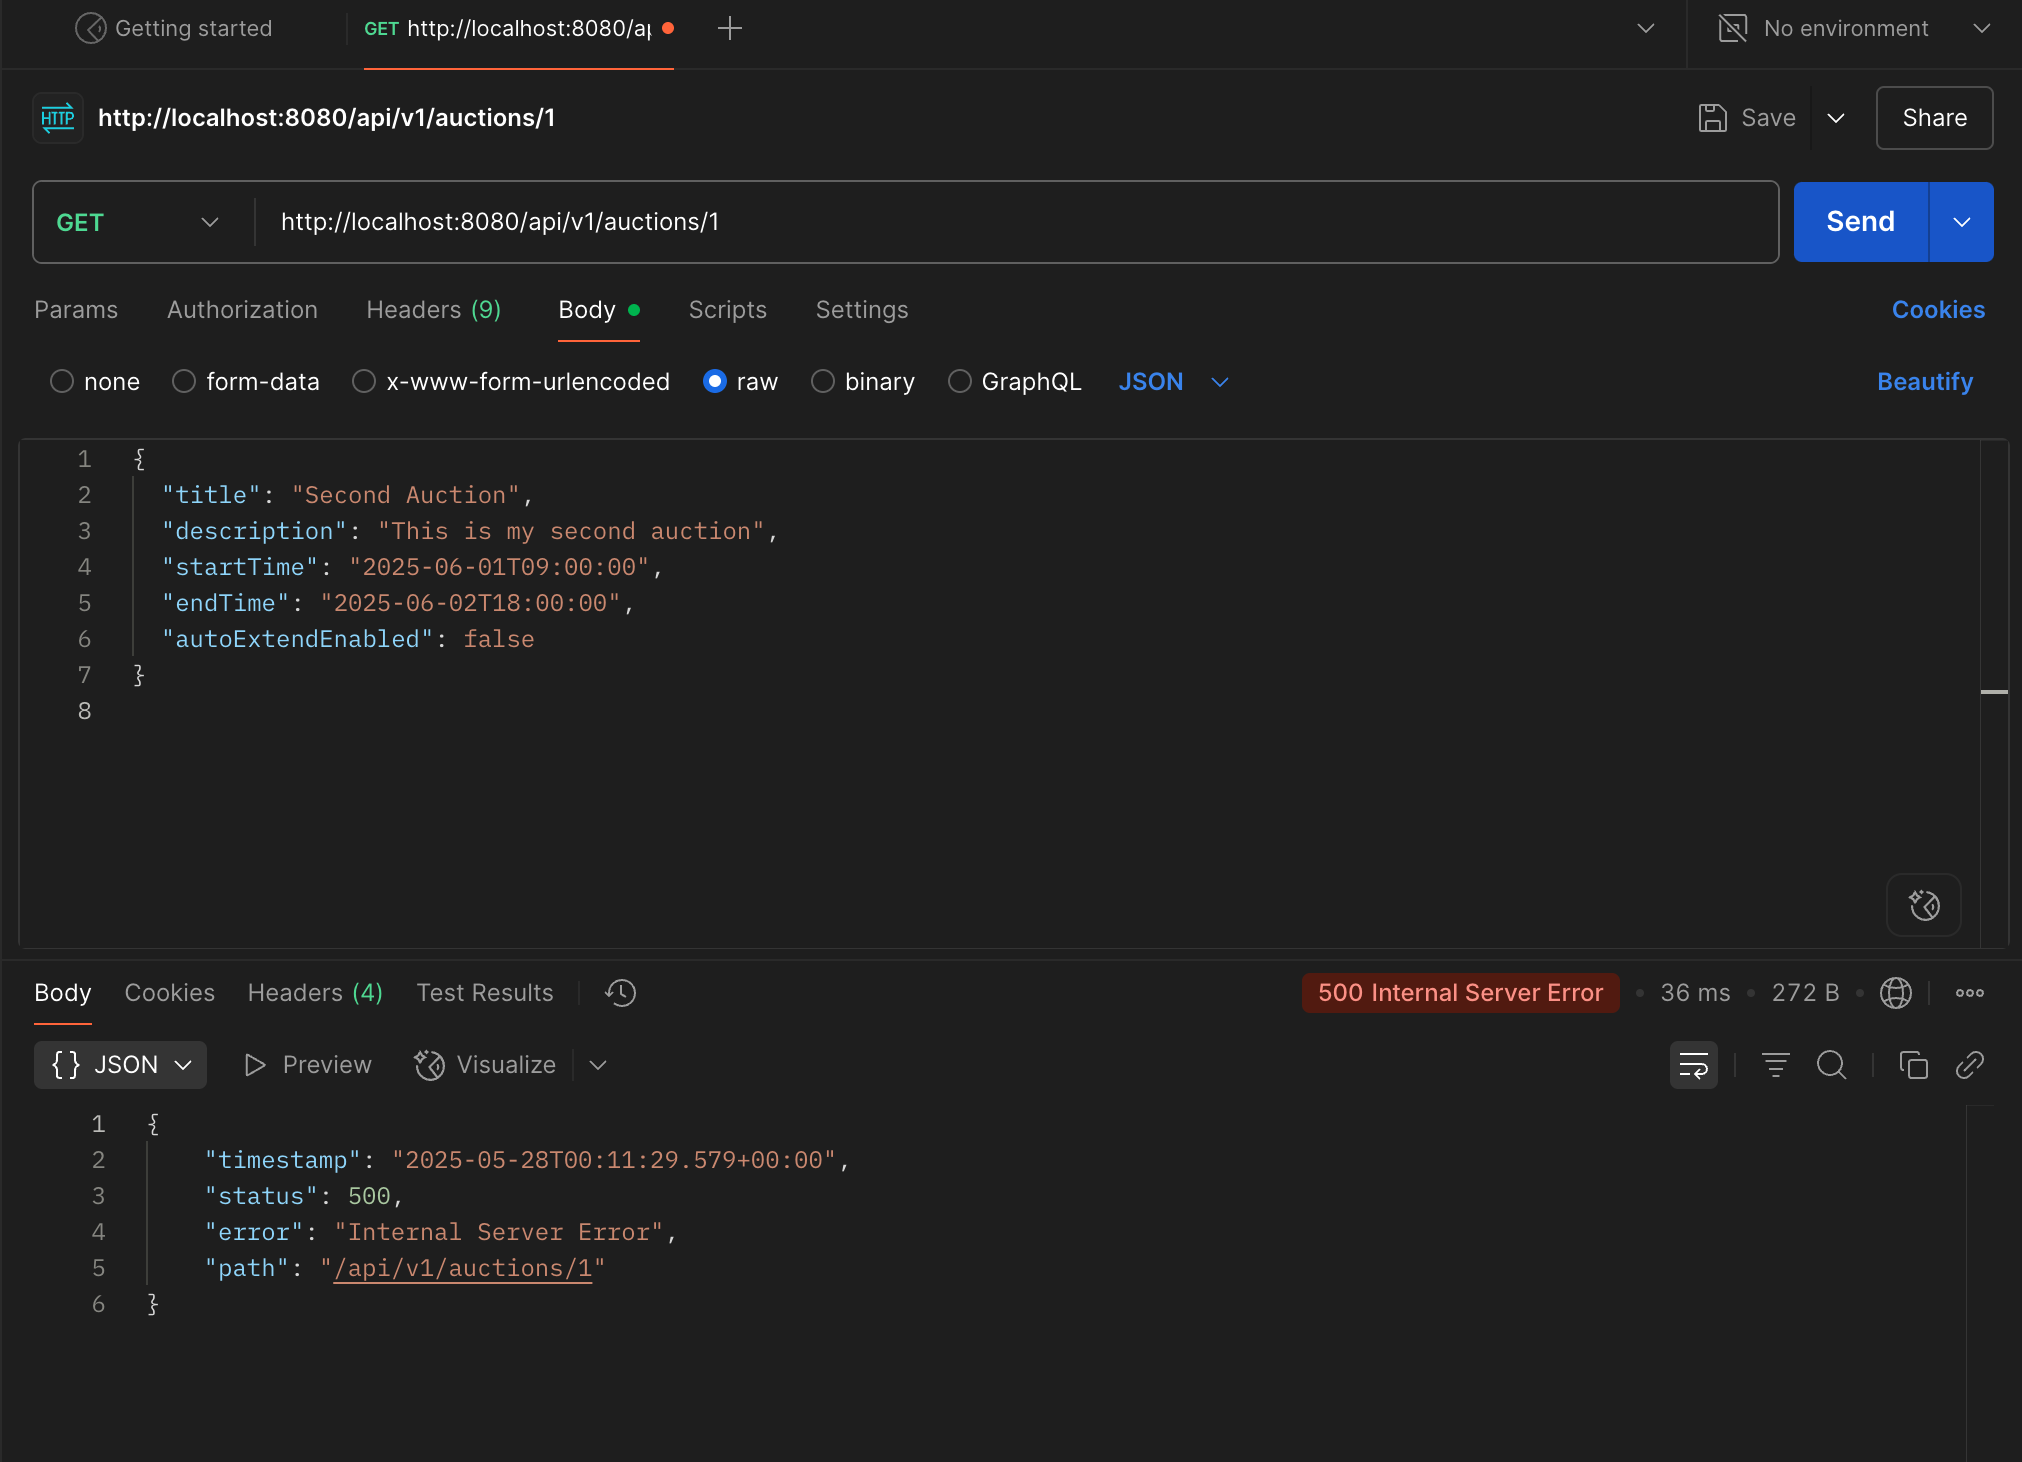 Getting started
GET http://localhost:8080/ap
No environment
HTTP http://localhost:8080/api/v1/auctions/1
Save
Share
GET http://localhost:8080/api/v1/auctions/1
Send
Params Authorization Headers (9) Body Scripts Settings Cookies
none form-data x-www-form-urlencoded raw binary GraphQL JSON Beautify
1 {
2 "title": "Second Auction",
3 "description": "This is my second auction",
4 "startTime": "2025-06-01T09:00:00",
5 "endTime": "2025-06-02T18:00:00",
6 "autoExtendEnabled": false
7 }
8
Body Cookies Headers (4) Test Results 500 Internal Server Error • 36 ms • 272 B •
{} JSON Preview Visualize
1 {
2 "timestamp": "2025-05-28T00:11:29.579+00:00",
3 "status": 500,
4 "error": "Internal Server Error",
5 "path": "/api/v1/auctions/1"
6 }